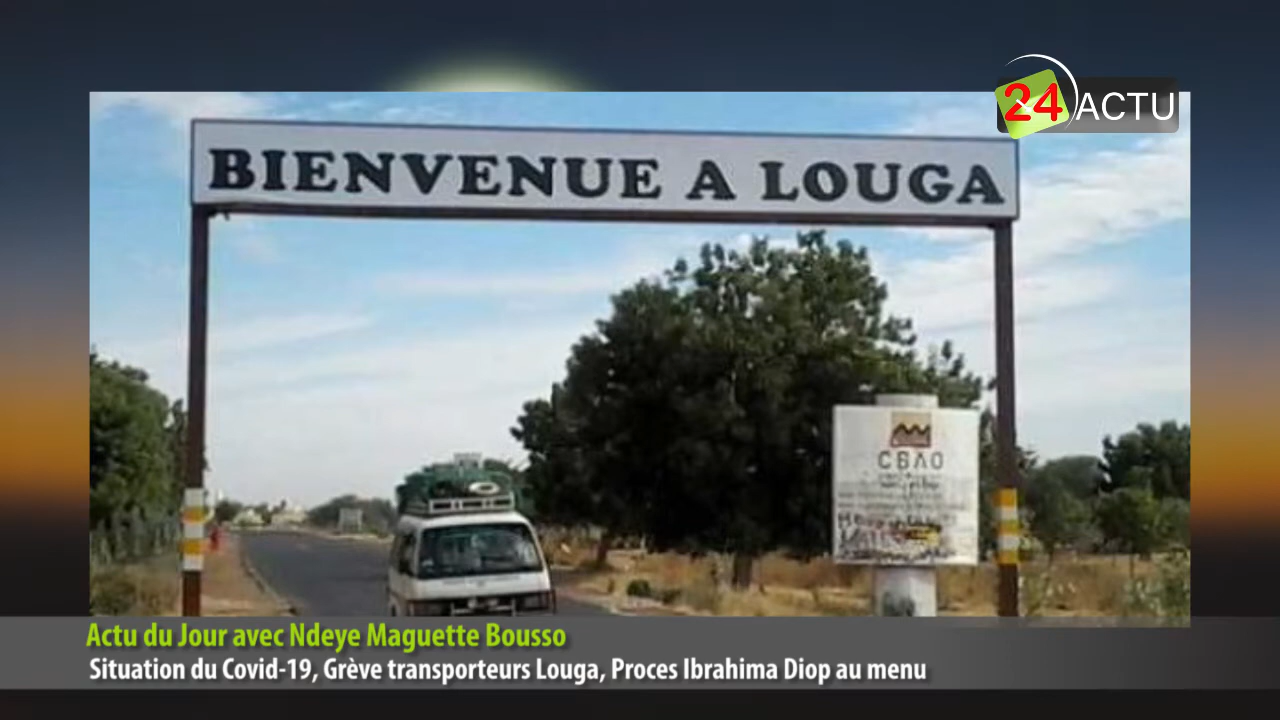 24 ACTU
BIENVENUE A LOUGA
CBAO
Actu du Jour avec Ndeye Maguette Bousso
Situation du Covid-19, Grève transporteurs Louga, Proces Ibrahima Diop au menu